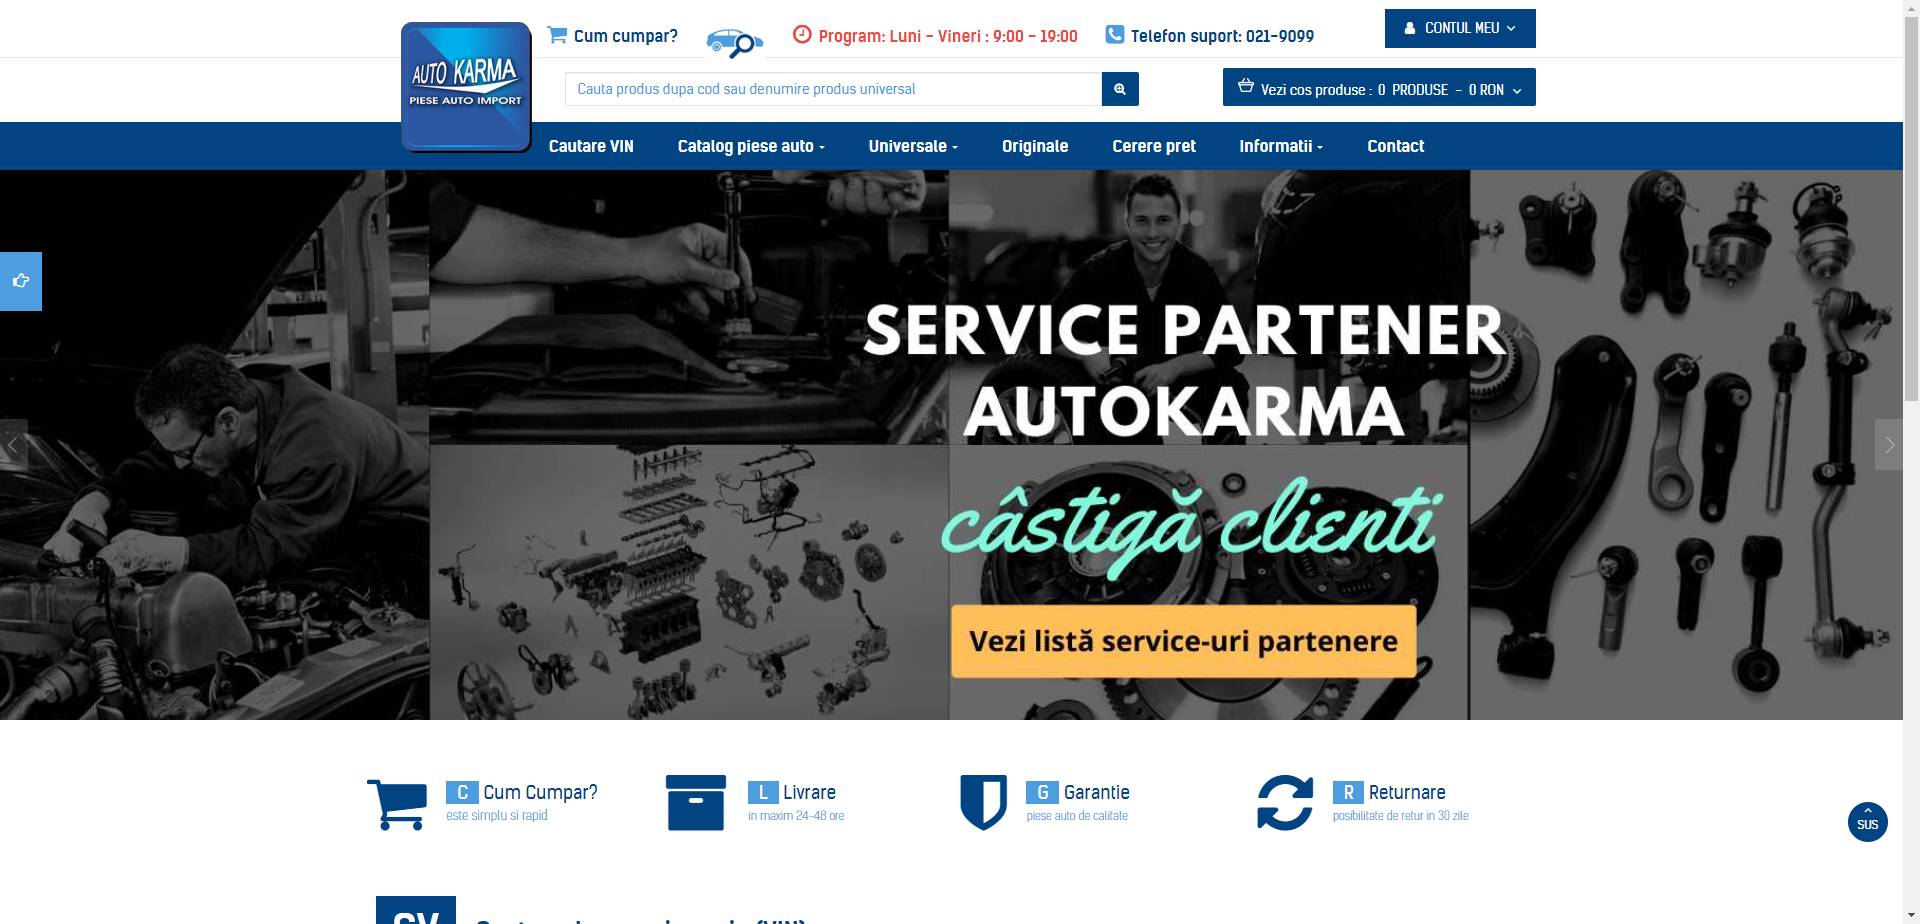 Cum cumpar?
Program: Luni - Vineri : 9:00 - 19:00
Telefon suport: 021-9099
CONTUL MEU
AUTO KARMA
PIESE AUTO IMPORT
Cauta produs dupa cod sau denumire produs universal
Vezi cos produse : 0 PRODUSE - 0 RON
Cautare VIN
Catalog piese auto
Universale
Originale
Cerere pret
Informatii
Contact
SERVICE PARTENER
AUTOKARMA
câstigă clienti
Vezi listă service-uri partenere
C Cum Cumpar?
este simplu si rapid
L Livrare
in maxim 24-48 ore
G Garantie
piese auto de calitate
R Returnare
posibilitate de retur in 30 zile
SUS